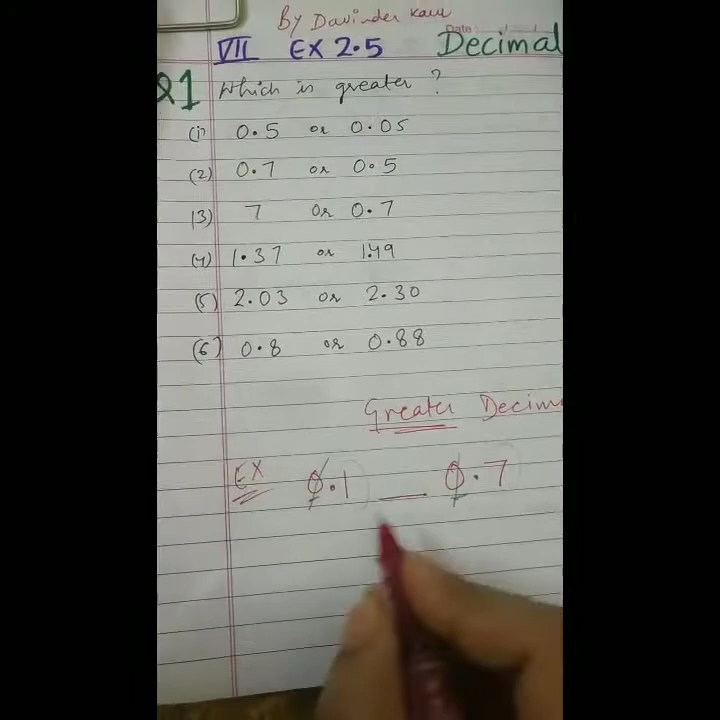 By Davinder Kaur
VII EX 2.5 Decimal
Q1 Which is greater ?
(i) 0.5 or 0.05
(2) 0.7 or 0.5
(3) 7 or 0.7
(4) 1.37 or 1.49
(5) 2.03 or 2.30
(6) 0.8 or 0.88
Greater Decim
EX 0.1 __ 0.7